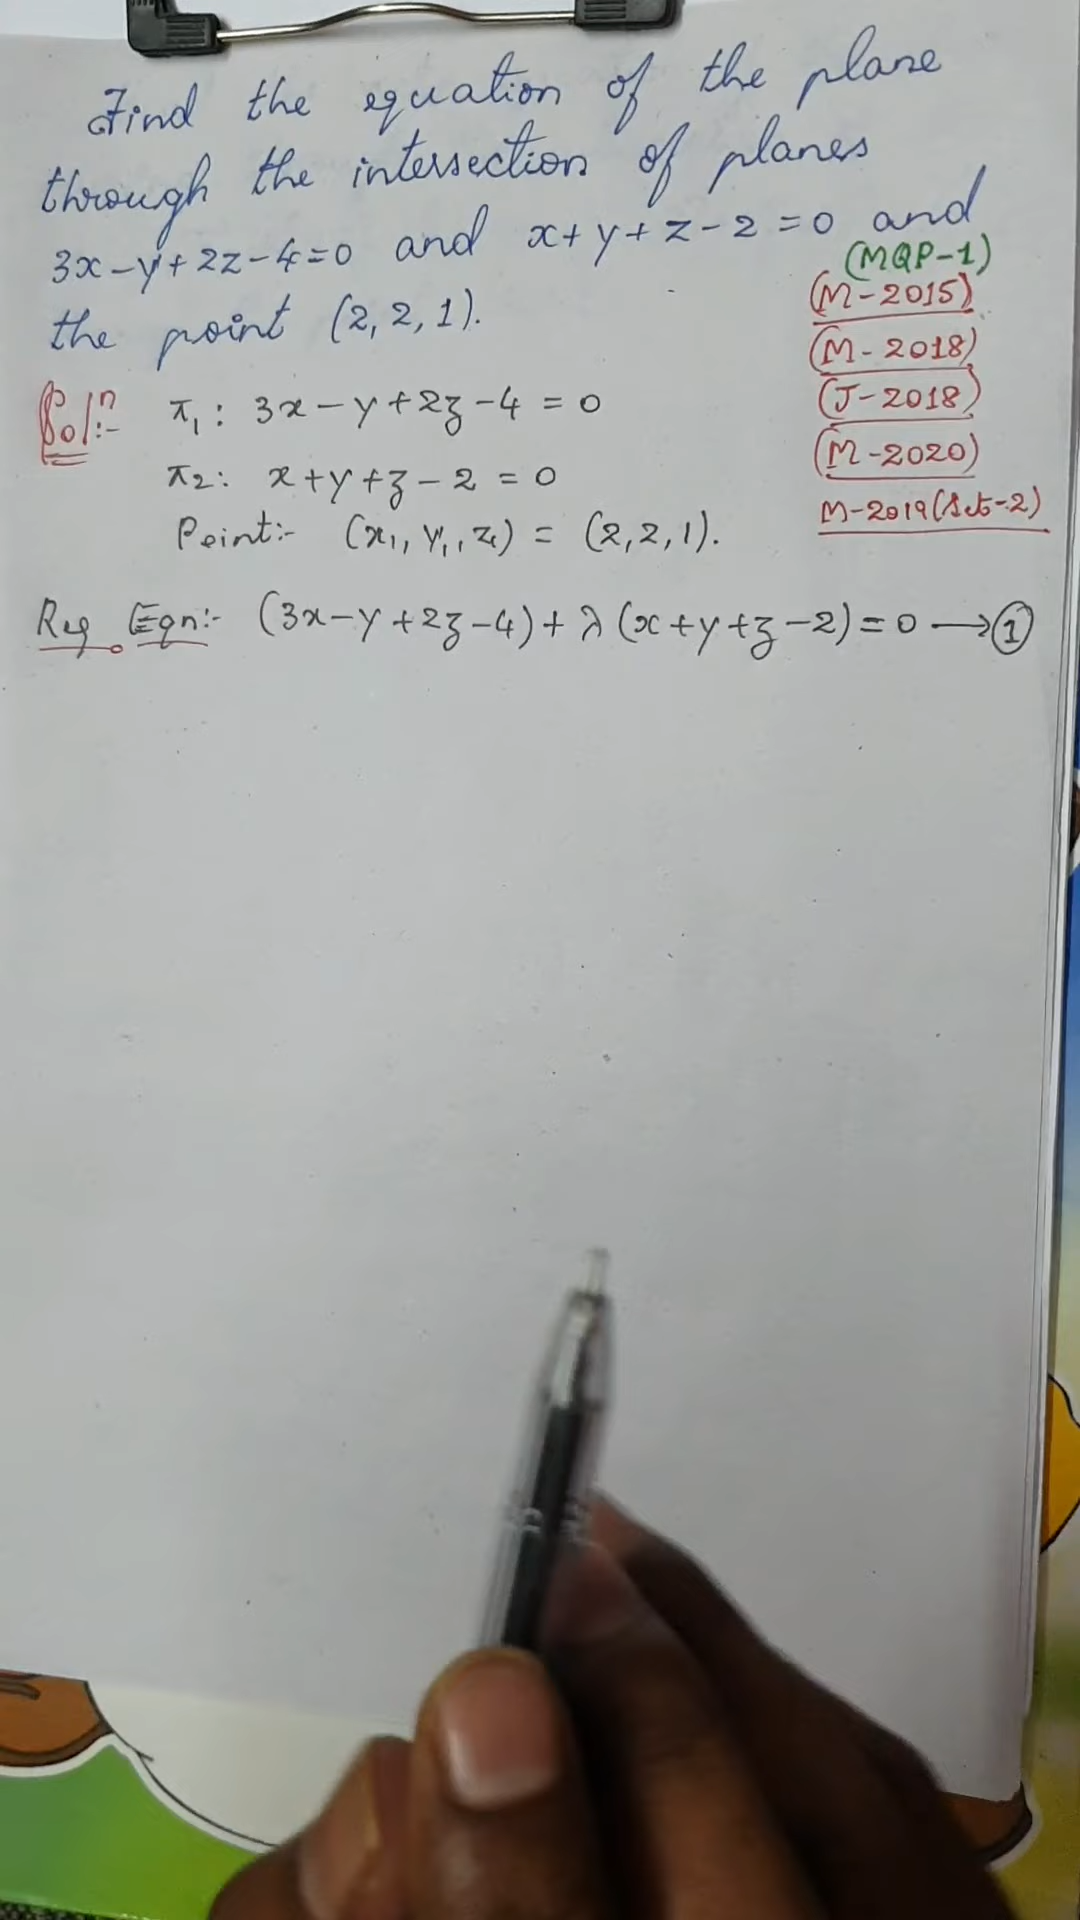 Find the equation of the plane
through the intersection of planes
3x-y+2z-4=0 and x+y+z-2=0 and
the point (2,2,1).
(MQP-1)
(M-2015)
(M-2018)
(J-2018)
(M-2020)
M-2019(Set-2)
Solⁿ:- π₁: 3x-y+2z-4=0
π2: x+y+z-2=0
Point:- (x₁, y₁, z₁) = (2,2,1).
Req. Eqn:- (3x-y+2z-4)+λ(x+y+z-2)=0 → ①